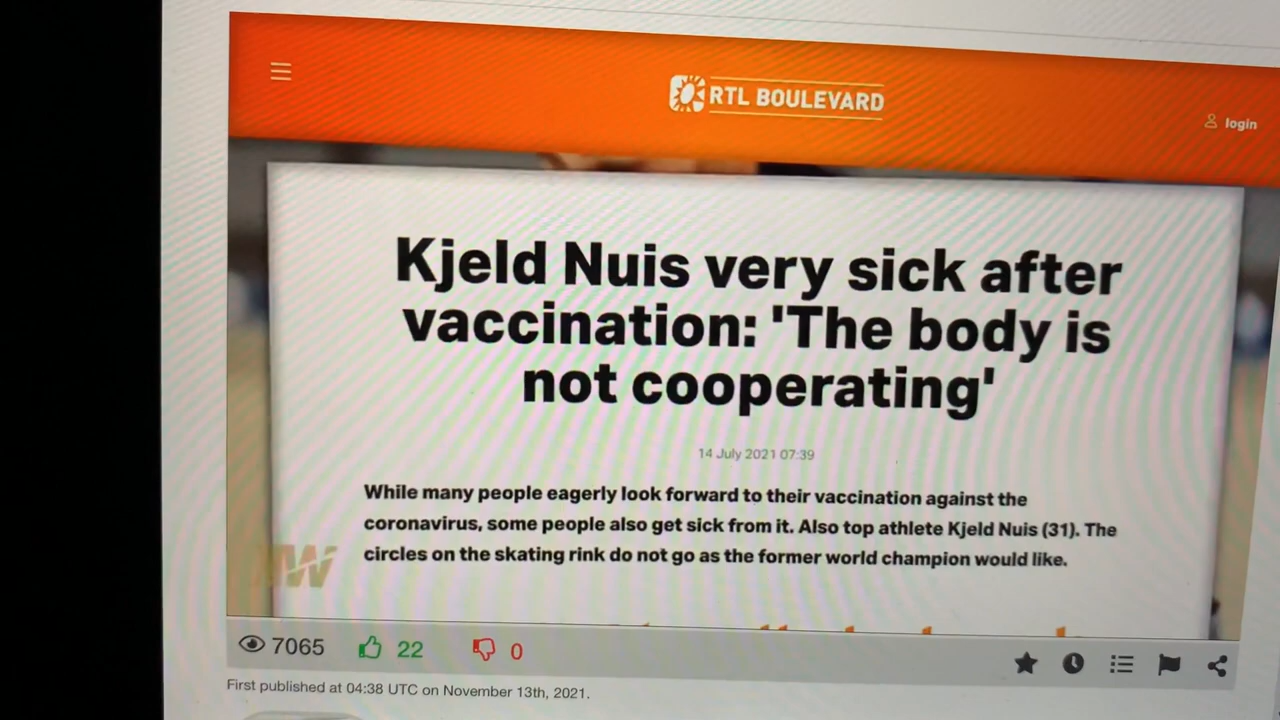 RTL BOULEVARD
login
Kjeld Nuis very sick after
vaccination: 'The body is
not cooperating'
14 July 2021 07:39
While many people eagerly look forward to their vaccination against the
coronavirus, some people also get sick from it. Also top athlete Kjeld Nuis (31). The
circles on the skating rink do not go as the former world champion would like.
7065 22 0
First published at 04:38 UTC on November 13th, 2021.